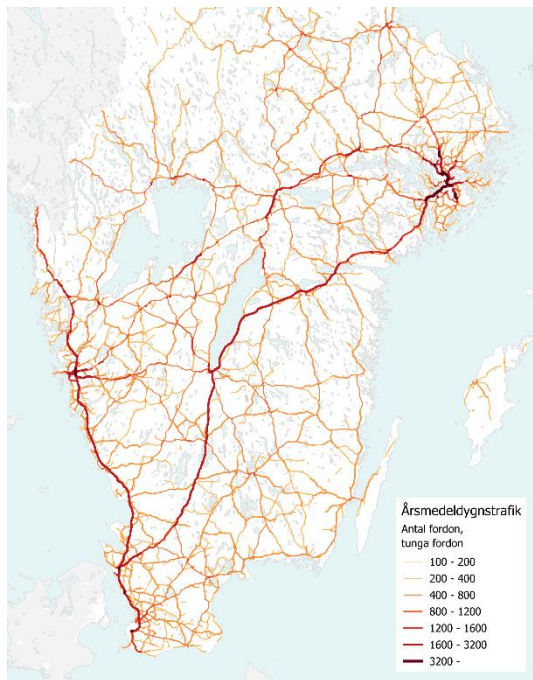 Årsmedeldygnstrafik
Antal fordon,
tunga fordon
100 - 200
200 - 400
400 - 800
800 - 1200
1200 - 1600
1600 - 3200
3200 -